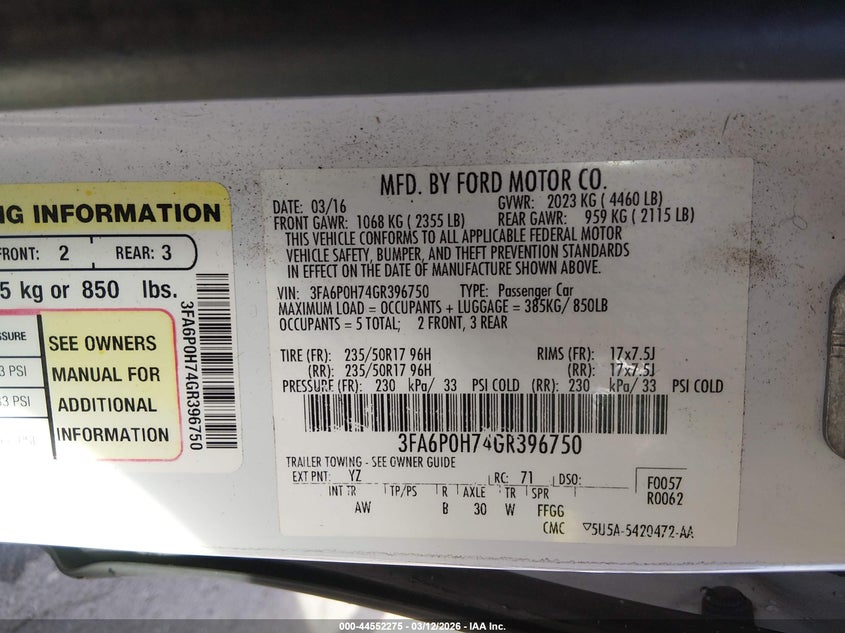 NG INFORMATION
FRONT: 2 REAR: 3
5 kg or 850 lbs.
SSURE
3 PSI
3 PSI
0 PSI
SEE OWNERS
MANUAL FOR
ADDITIONAL
INFORMATION
3FA6P0H74GR396750
MFD. BY FORD MOTOR CO.
DATE: 03/16 GVWR: 2023 KG ( 4460 LB)
FRONT GAWR: 1068 KG ( 2355 LB) REAR GAWR: 959 KG ( 2115 LB)
THIS VEHICLE CONFORMS TO ALL APPLICABLE FEDERAL MOTOR
VEHICLE SAFETY, BUMPER, AND THEFT PREVENTION STANDARDS
IN EFFECT ON THE DATE OF MANUFACTURE SHOWN ABOVE.
VIN: 3FA6P0H74GR396750 TYPE: Passenger Car
MAXIMUM LOAD = OCCUPANTS + LUGGAGE = 385KG/ 850LB
OCCUPANTS = 5 TOTAL; 2 FRONT, 3 REAR
TIRE (FR): 235/50R17 96H RIMS (FR): 17x7.5J
(RR): 235/50R17 96H (RR): 17x7.5J
PRESSURE (FR): 230 kPa/ 33 PSI COLD (RR): 230 kPa/ 33 PSI COLD
3FA6P0H74GR396750
TRAILER TOWING - SEE OWNER GUIDE
EXT PNT: YZ RC: 71 DSO: F0057
R0062
INT TR TP/PS R AXLE TR SPR
AW B 30 W FFGG
CMC 5U5A-5420472-AA
000-44552275 - 03/12/2026 - IAA Inc.